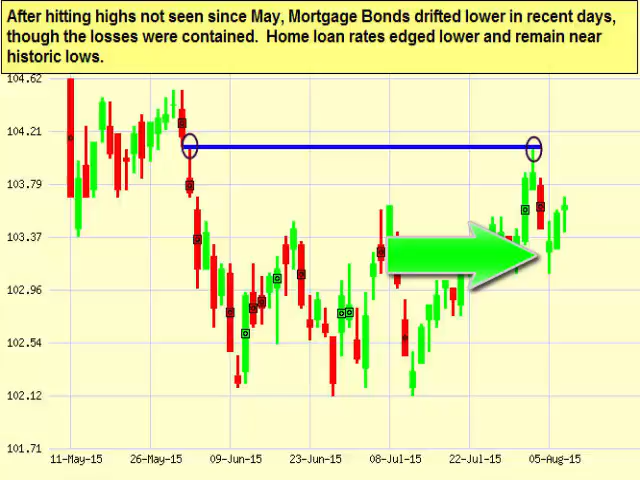 After hitting highs not seen since May, Mortgage Bonds drifted lower in recent days,
though the losses were contained.  Home loan rates edged lower and remain near
historic lows.
104.62
104.21
103.79
103.37
102.96
102.54
102.12
101.71
11-May-15 26-May-15 09-Jun-15 23-Jun-15 08-Jul-15 22-Jul-15 05-Aug-15